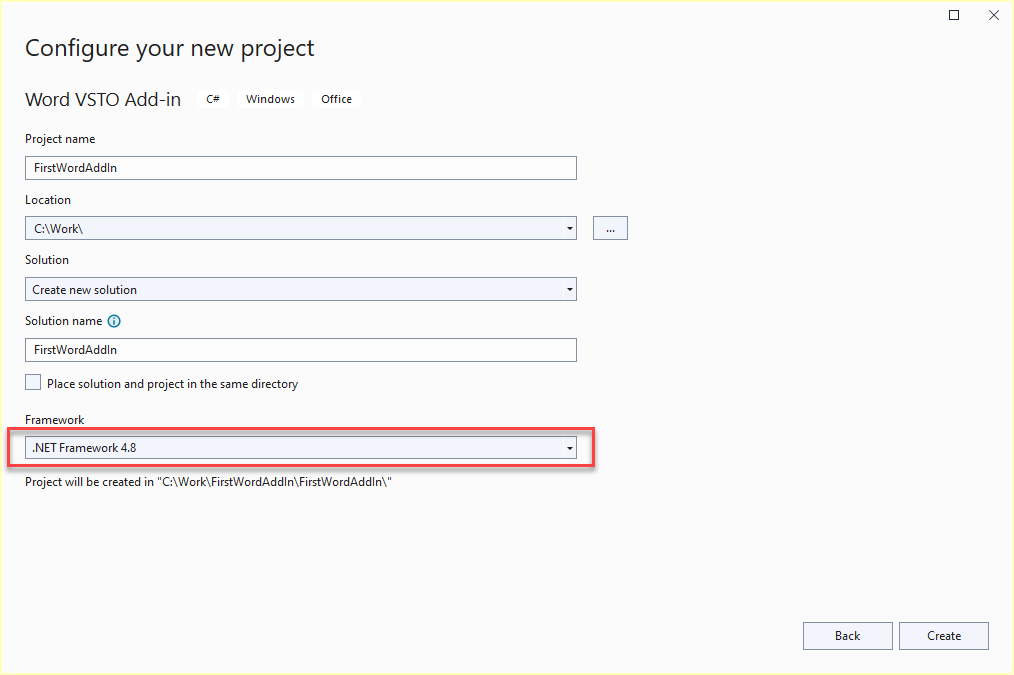 Configure your new project
Word VSTO Add-in C# Windows Office
Project name
FirstWordAddIn
Location
C:\Work\
...
Solution
Create new solution
Solution name
FirstWordAddIn
Place solution and project in the same directory
Framework
.NET Framework 4.8
Project will be created in "C:\Work\FirstWordAddIn\FirstWordAddIn\"
Back Create